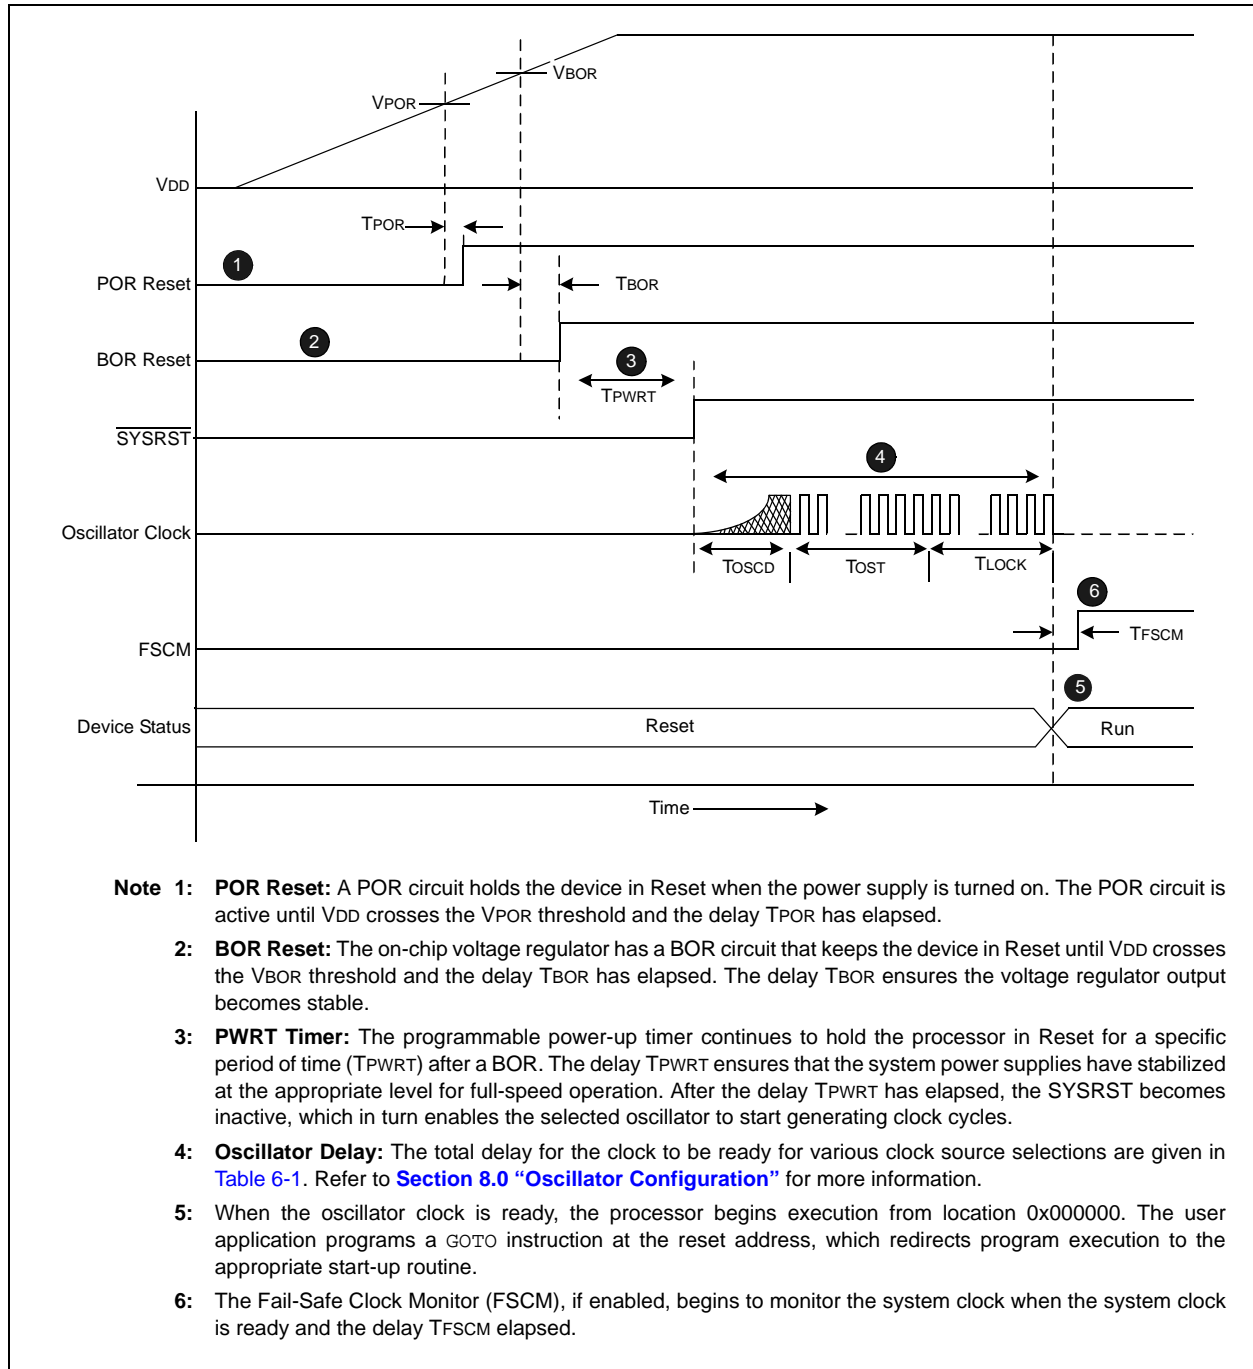 VBOR
VPOR
VDD
TPOR
1
POR Reset
TBOR
2
BOR Reset
3
TPWRT
SYSRST
4
Oscillator Clock
TOSCD
TOST
TLOCK
6
TFSCM
FSCM
5
Device Status
Reset
Run
Time
Note 1: POR Reset: A POR circuit holds the device in Reset when the power supply is turned on. The POR circuit is
active until VDD crosses the VPOR threshold and the delay TPOR has elapsed.
2: BOR Reset: The on-chip voltage regulator has a BOR circuit that keeps the device in Reset until VDD crosses
the VBOR threshold and the delay TBOR has elapsed. The delay TBOR ensures the voltage regulator output
becomes stable.
3: PWRT Timer: The programmable power-up timer continues to hold the processor in Reset for a specific
period of time (TPWRT) after a BOR. The delay TPWRT ensures that the system power supplies have stabilized
at the appropriate level for full-speed operation. After the delay TPWRT has elapsed, the SYSRST becomes
inactive, which in turn enables the selected oscillator to start generating clock cycles.
4: Oscillator Delay: The total delay for the clock to be ready for various clock source selections are given in
Table 6-1. Refer to Section 8.0 “Oscillator Configuration” for more information.
5: When the oscillator clock is ready, the processor begins execution from location 0x000000. The user
application programs a GOTO instruction at the reset address, which redirects program execution to the
appropriate start-up routine.
6: The Fail-Safe Clock Monitor (FSCM), if enabled, begins to monitor the system clock when the system clock
is ready and the delay TFSCM elapsed.